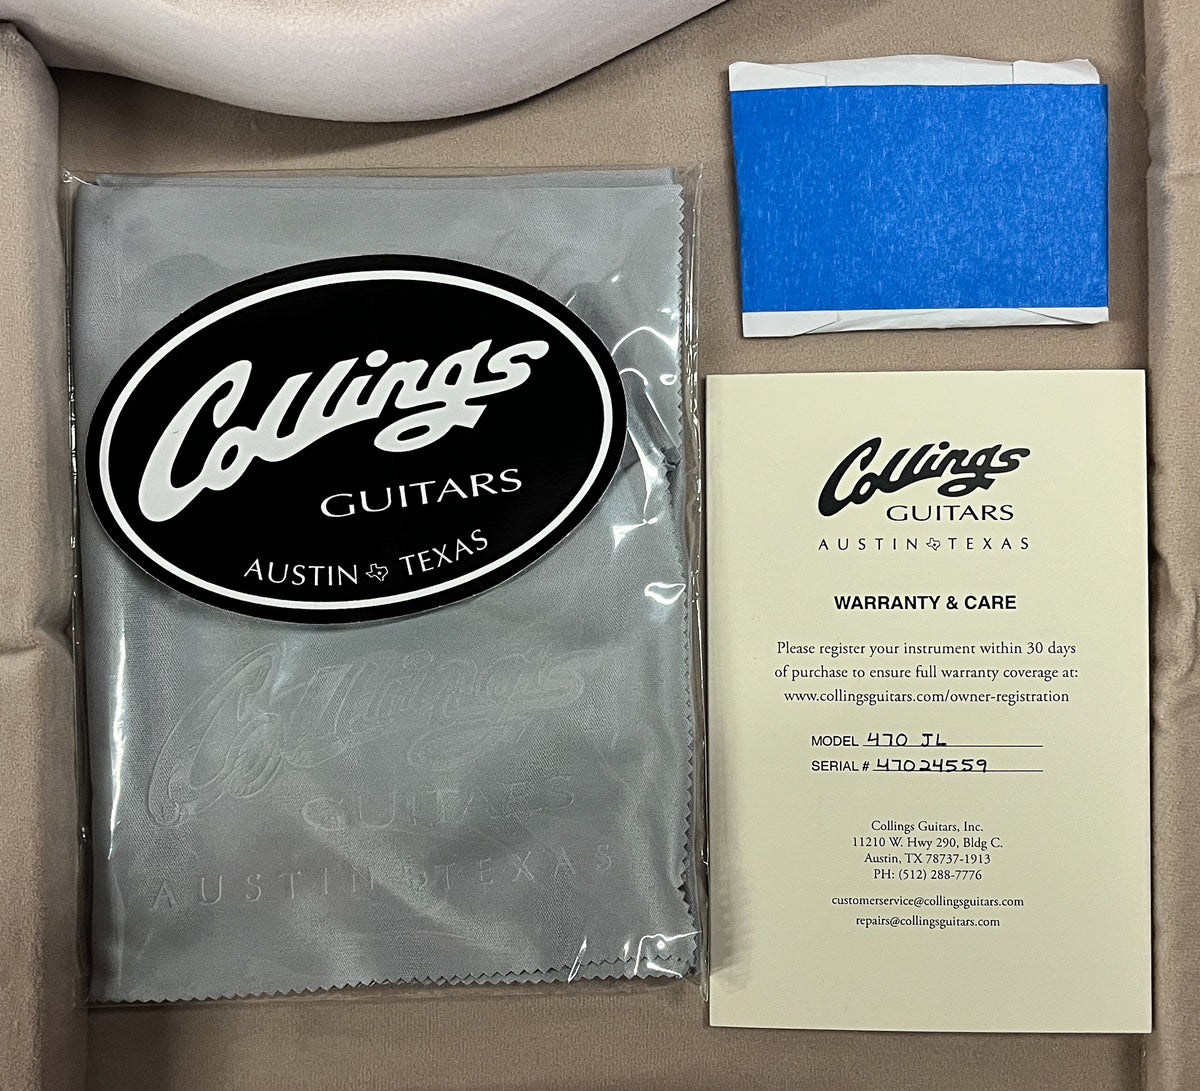 Collings
GUITARS
AUSTIN TEXAS
Collings
GUITARS
AUSTIN TEXAS
Collings
GUITARS
AUSTIN TEXAS
WARRANTY & CARE
Please register your instrument within 30 days
of purchase to ensure full warranty coverage at:
www.collingsguitars.com/owner-registration
MODEL 470 JL
SERIAL # 47024559
Collings Guitars, Inc.
11210 W. Hwy 290, Bldg C.
Austin, TX 78737-1913
PH: (512) 288-7776
customerservice@collingsguitars.com
repairs@collingsguitars.com